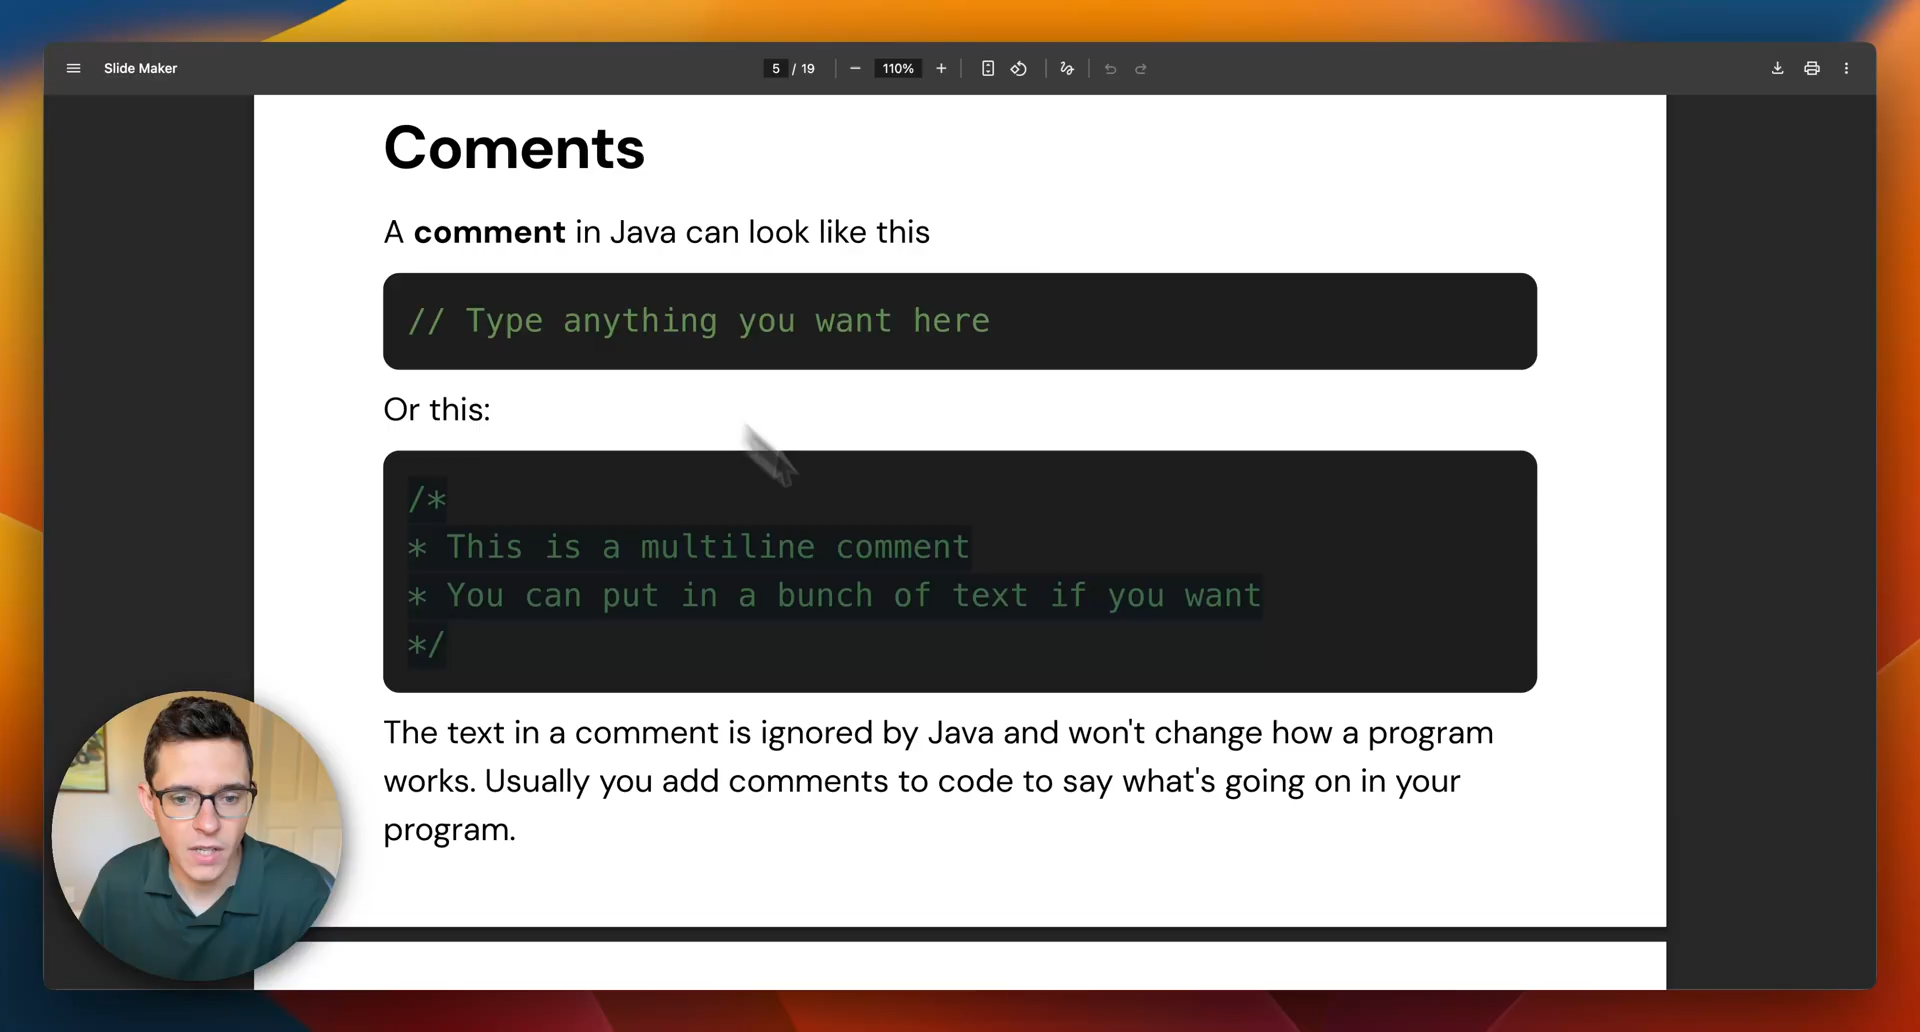 Slide Maker
5 / 19
110%
Coments
A comment in Java can look like this
// Type anything you want here
Or this:
/*
* This is a multiline comment
* You can put in a bunch of text if you want
*/
The text in a comment is ignored by Java and won't change how a program
works. Usually you add comments to code to say what's going on in your
program.